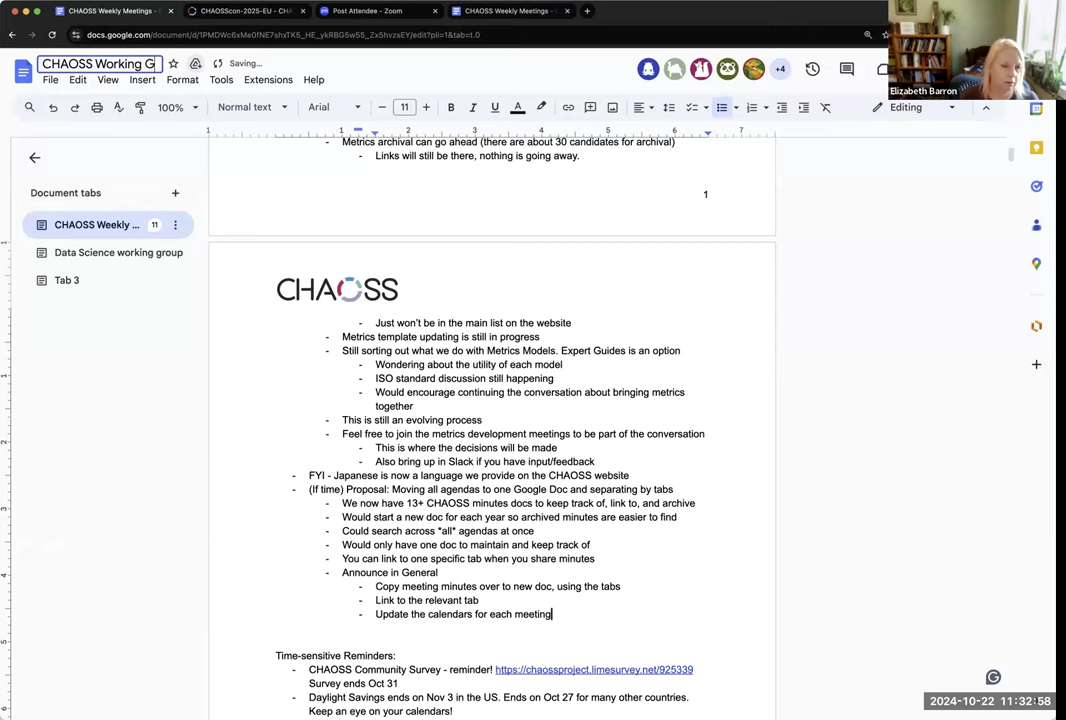 CHAOSS Weekly Meetings -
CHAOSScon-2025-EU - CHA
Post Attendee - Zoom
CHAOSS Weekly Meetings -
docs.google.com/document/d/1PMDWc6xMe0fNE7shxTK5_HE_ykRBG5w55_Zx5hvzsEY/edit?pli=1&tab=t.0
CHAOSS Working G
Saving...
File Edit View Insert Format Tools Extensions Help
+4
Elizabeth Barron
100% Normal text Arial 11 Editing
1 1 2 3 4 5 6 7
Document tabs
CHAOSS Weekly ... 11
Data Science working group
Tab 3
- Metrics archival can go ahead (there are about 30 candidates for archival)
- Links will still be there, nothing is going away.
1
CHAOSS
- Just won't be in the main list on the website
- Metrics template updating is still in progress
- Still sorting out what we do with Metrics Models. Expert Guides is an option
- Wondering about the utility of each model
- ISO standard discussion still happening
- Would encourage continuing the conversation about bringing metrics
together
- This is still an evolving process
- Feel free to join the metrics development meetings to be part of the conversation
- This is where the decisions will be made
- Also bring up in Slack if you have input/feedback
- FYI - Japanese is now a language we provide on the CHAOSS website
- (If time) Proposal: Moving all agendas to one Google Doc and separating by tabs
- We now have 13+ CHAOSS minutes docs to keep track of, link to, and archive
- Would start a new doc for each year so archived minutes are easier to find
- Could search across *all* agendas at once
- Would only have one doc to maintain and keep track of
- You can link to one specific tab when you share minutes
- Announce in General
- Copy meeting minutes over to new doc, using the tabs
- Link to the relevant tab
- Update the calendars for each meeting
Time-sensitive Reminders:
- CHAOSS Community Survey - reminder! https://chaossproject.limesurvey.net/925339
Survey ends Oct 31
- Daylight Savings ends on Nov 3 in the US. Ends on Oct 27 for many other countries.
Keep an eye on your calendars!
2024-10-22 11:32:58